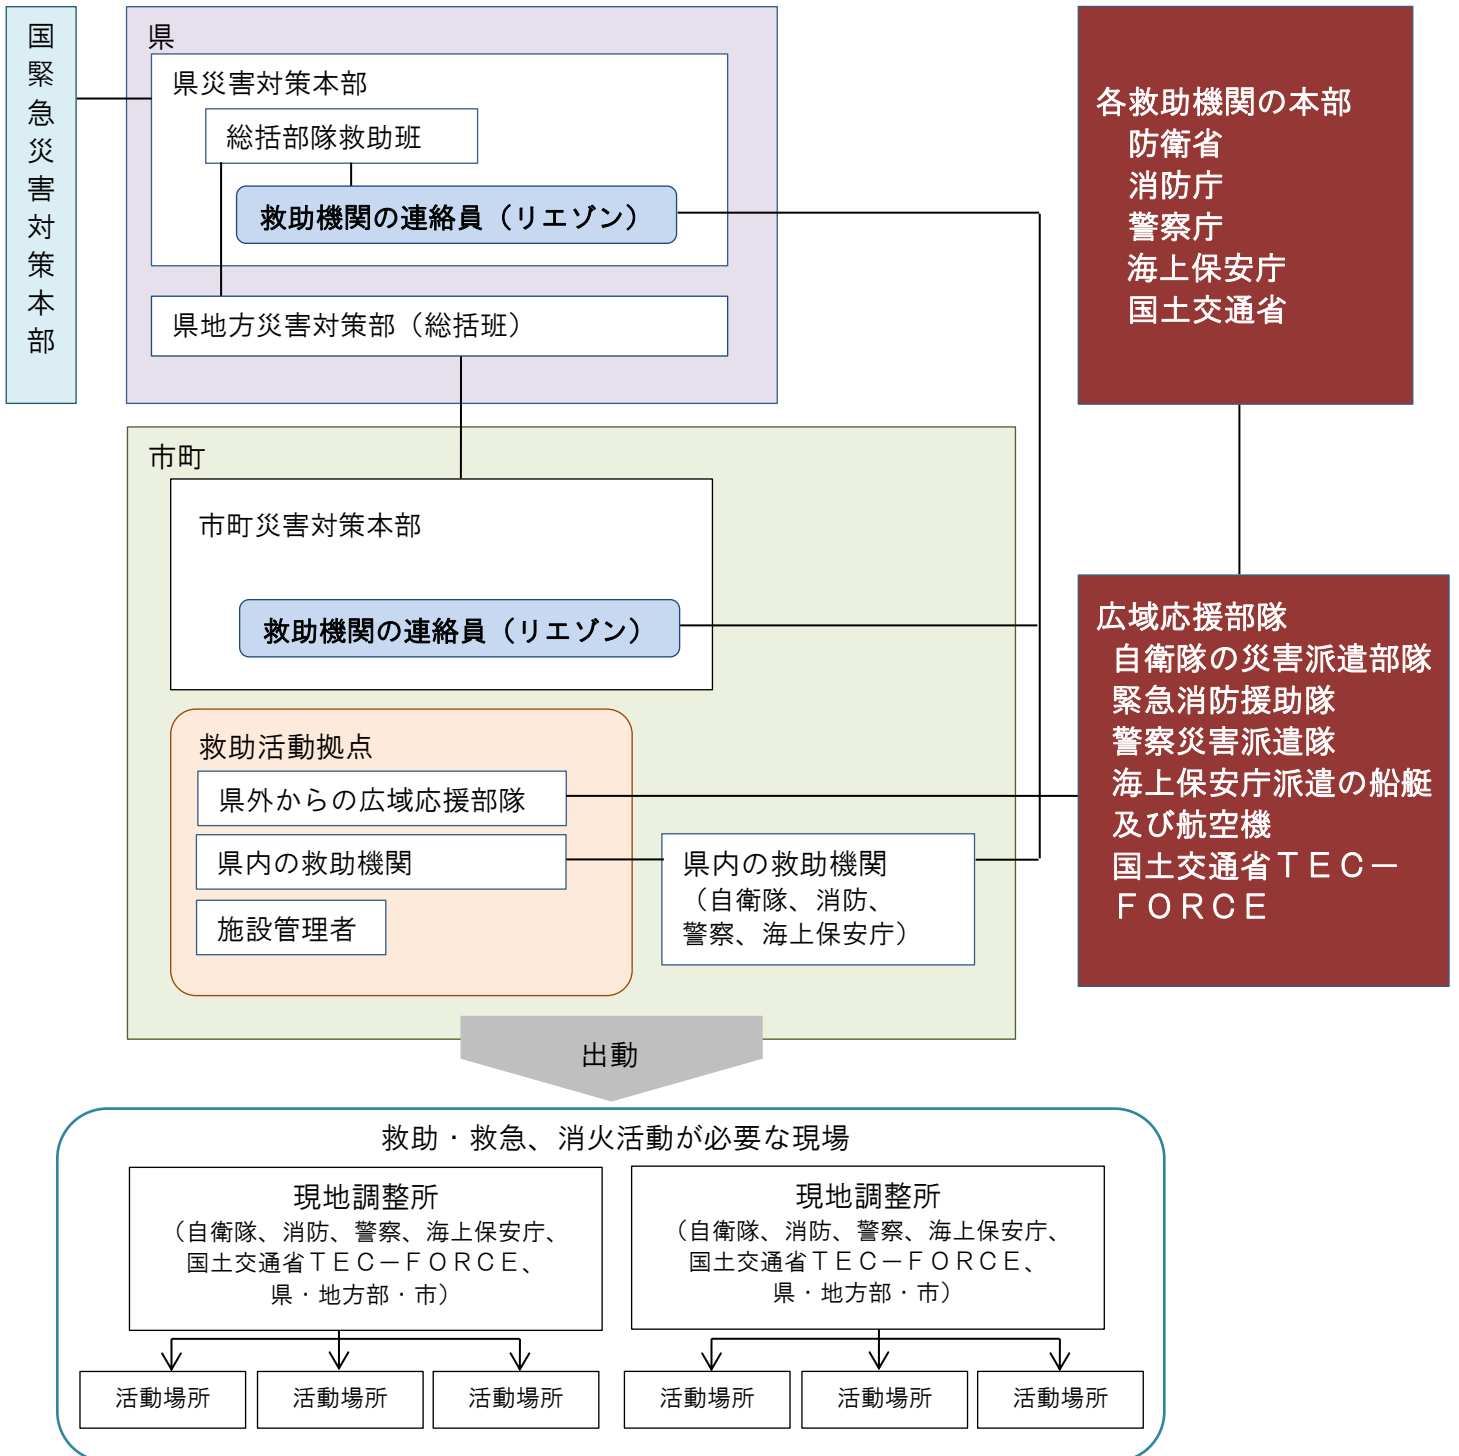 国緊急災害対策本部
県
県災害対策本部
総括部隊救助班
救助機関の連絡員（リエゾン）
県地方災害対策部（総括班）
各救助機関の本部
防衛省
消防庁
警察庁
海上保安庁
国土交通省
市町
市町災害対策本部
救助機関の連絡員（リエゾン）
救助活動拠点
県外からの広域応援部隊
県内の救助機関
施設管理者
県内の救助機関
（自衛隊、消防、
警察、海上保安庁）
広域応援部隊
自衛隊の災害派遣部隊
緊急消防援助隊
警察災害派遣隊
海上保安庁派遣の船艇
及び航空機
国土交通省ＴＥＣ－
ＦＯＲＣＥ
出動
救助・救急、消火活動が必要な現場
現地調整所
（自衛隊、消防、警察、海上保安庁、
国土交通省ＴＥＣ－ＦＯＲＣＥ、
県・地方部・市）
現地調整所
（自衛隊、消防、警察、海上保安庁、
国土交通省ＴＥＣ－ＦＯＲＣＥ、
県・地方部・市）
活動場所
活動場所
活動場所
活動場所
活動場所
活動場所